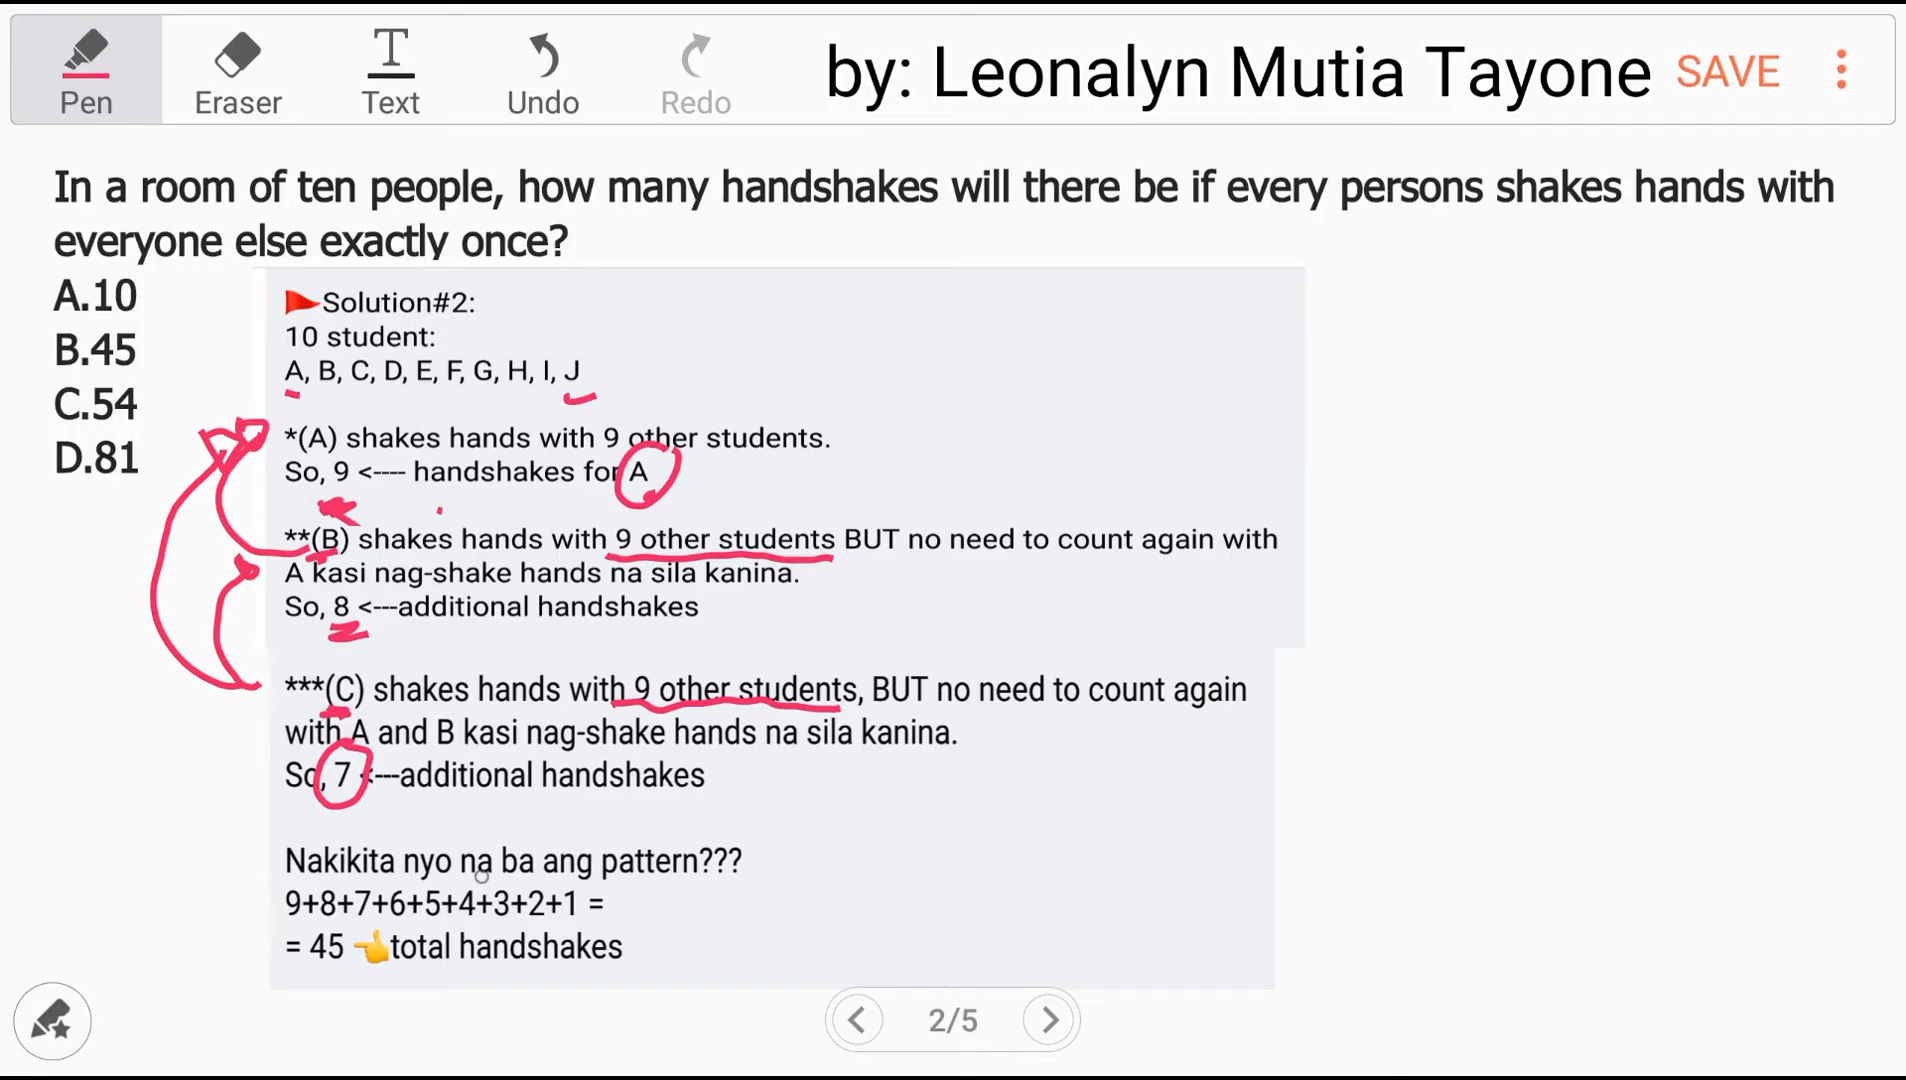 Pen
Eraser
Text
Undo
Redo
by: Leonalyn Mutia Tayone
SAVE
In a room of ten people, how many handshakes will there be if every persons shakes hands with
everyone else exactly once?
A.10
B.45
C.54
D.81
Solution#2:
10 student:
A, B, C, D, E, F, G, H, I, J
*(A) shakes hands with 9 other students.
So, 9 <---- handshakes for A
**(B) shakes hands with 9 other students BUT no need to count again with
A kasi nag-shake hands na sila kanina.
So, 8 <---additional handshakes
***(C) shakes hands with 9 other students, BUT no need to count again
with A and B kasi nag-shake hands na sila kanina.
So, 7 <---additional handshakes
Nakikita nyo na ba ang pattern???
9+8+7+6+5+4+3+2+1 =
= 45 👈total handshakes
2/5